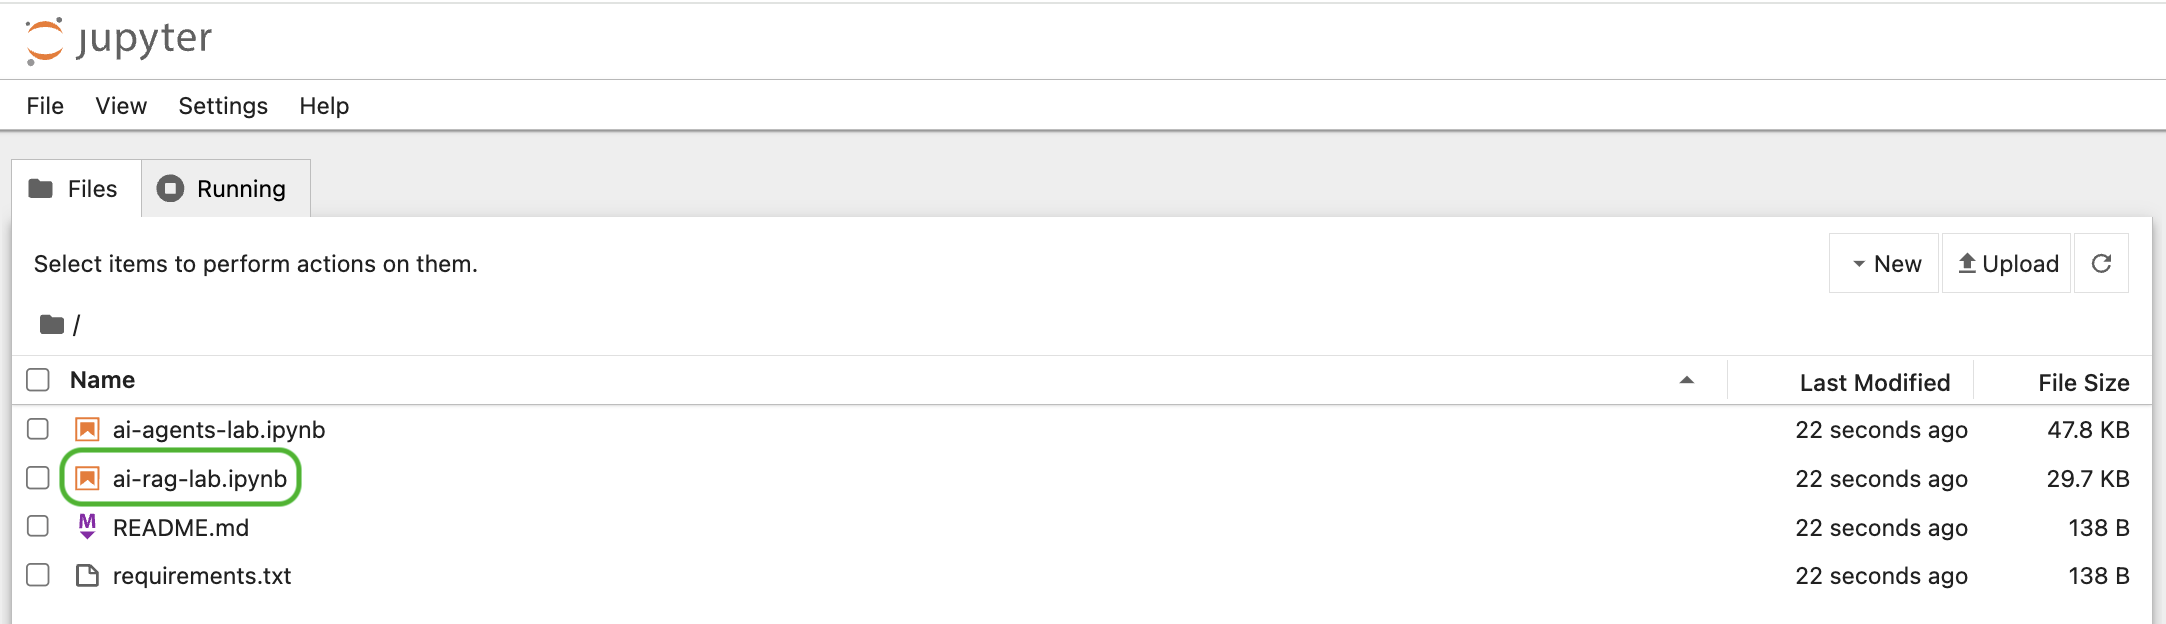 jupyter
File View Settings Help
Files Running
Select items to perform actions on them.
New Upload
/
Name Last Modified File Size
ai-agents-lab.ipynb 22 seconds ago 47.8 KB
ai-rag-lab.ipynb 22 seconds ago 29.7 KB
M README.md 22 seconds ago 138 B
requirements.txt 22 seconds ago 138 B